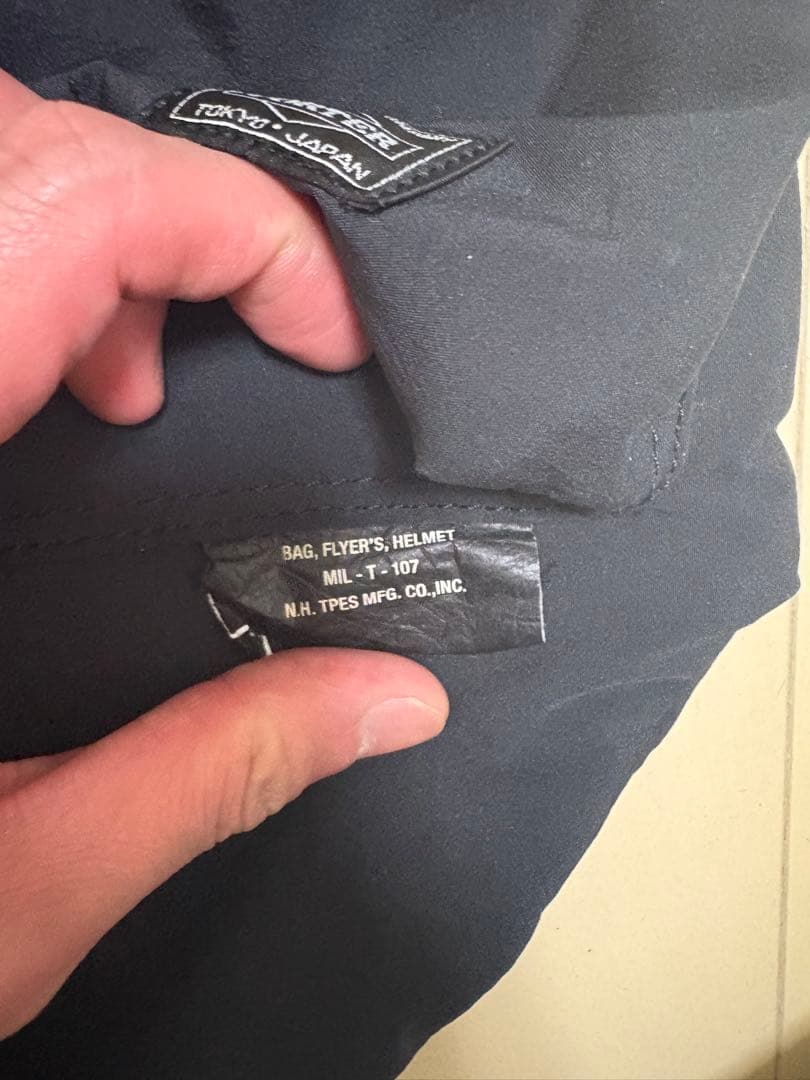 TOKYO・JAPAN
BAG, FLYER'S, HELMET
MIL - T - 107
N.H. TPES MFG. CO.,INC.